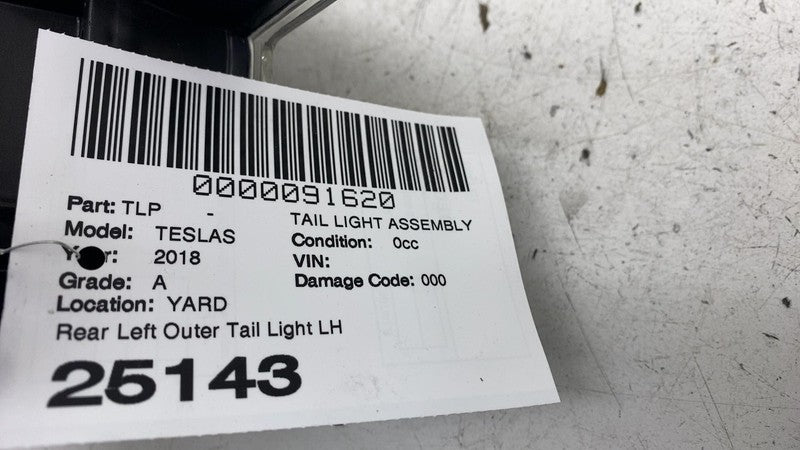 0000091620
Part: TLP - TAIL LIGHT ASSEMBLY
Model: TESLAS Condition: 0cc
2018 VIN:
Grade: A Damage Code: 000
Location: YARD
Rear Left Outer Tail Light LH
25143